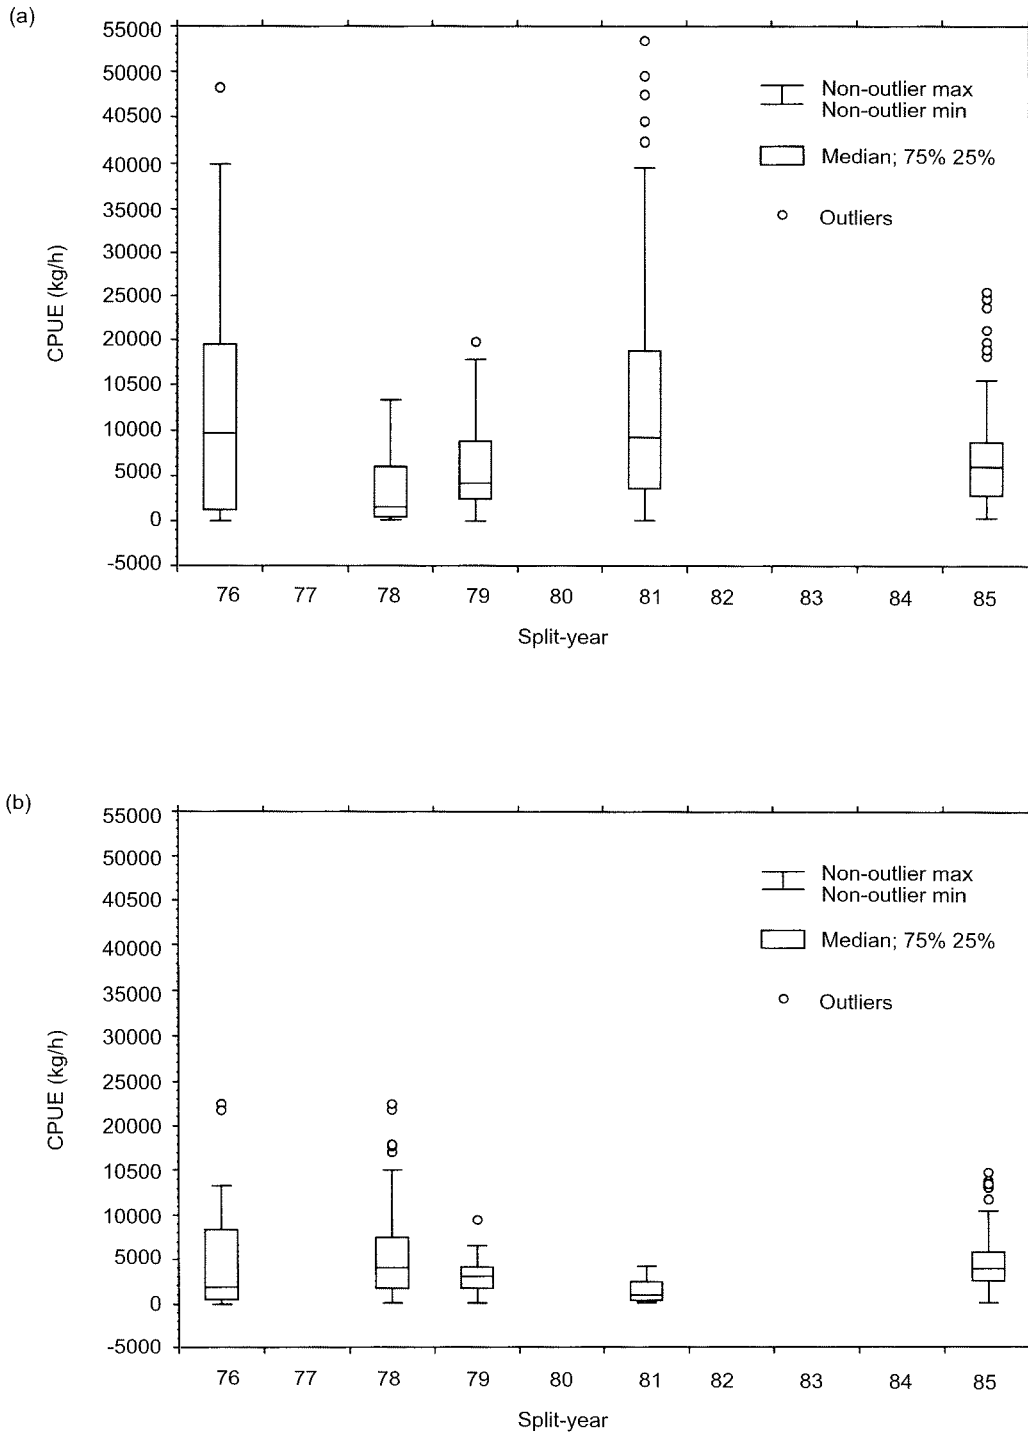 (a)
55000
50000
40500
40000
35000
30000
25000
20000
10500
10000
5000
0
-5000
CPUE (kg/h)
Non-outlier max
Non-outlier min
Median; 75% 25%
Outliers
76 77 78 79 80 81 82 83 84 85
Split-year
(b)
55000
50000
40500
40000
35000
30000
25000
20000
10500
10000
5000
0
-5000
CPUE (kg/h)
Non-outlier max
Non-outlier min
Median; 75% 25%
Outliers
76 77 78 79 80 81 82 83 84 85
Split-year